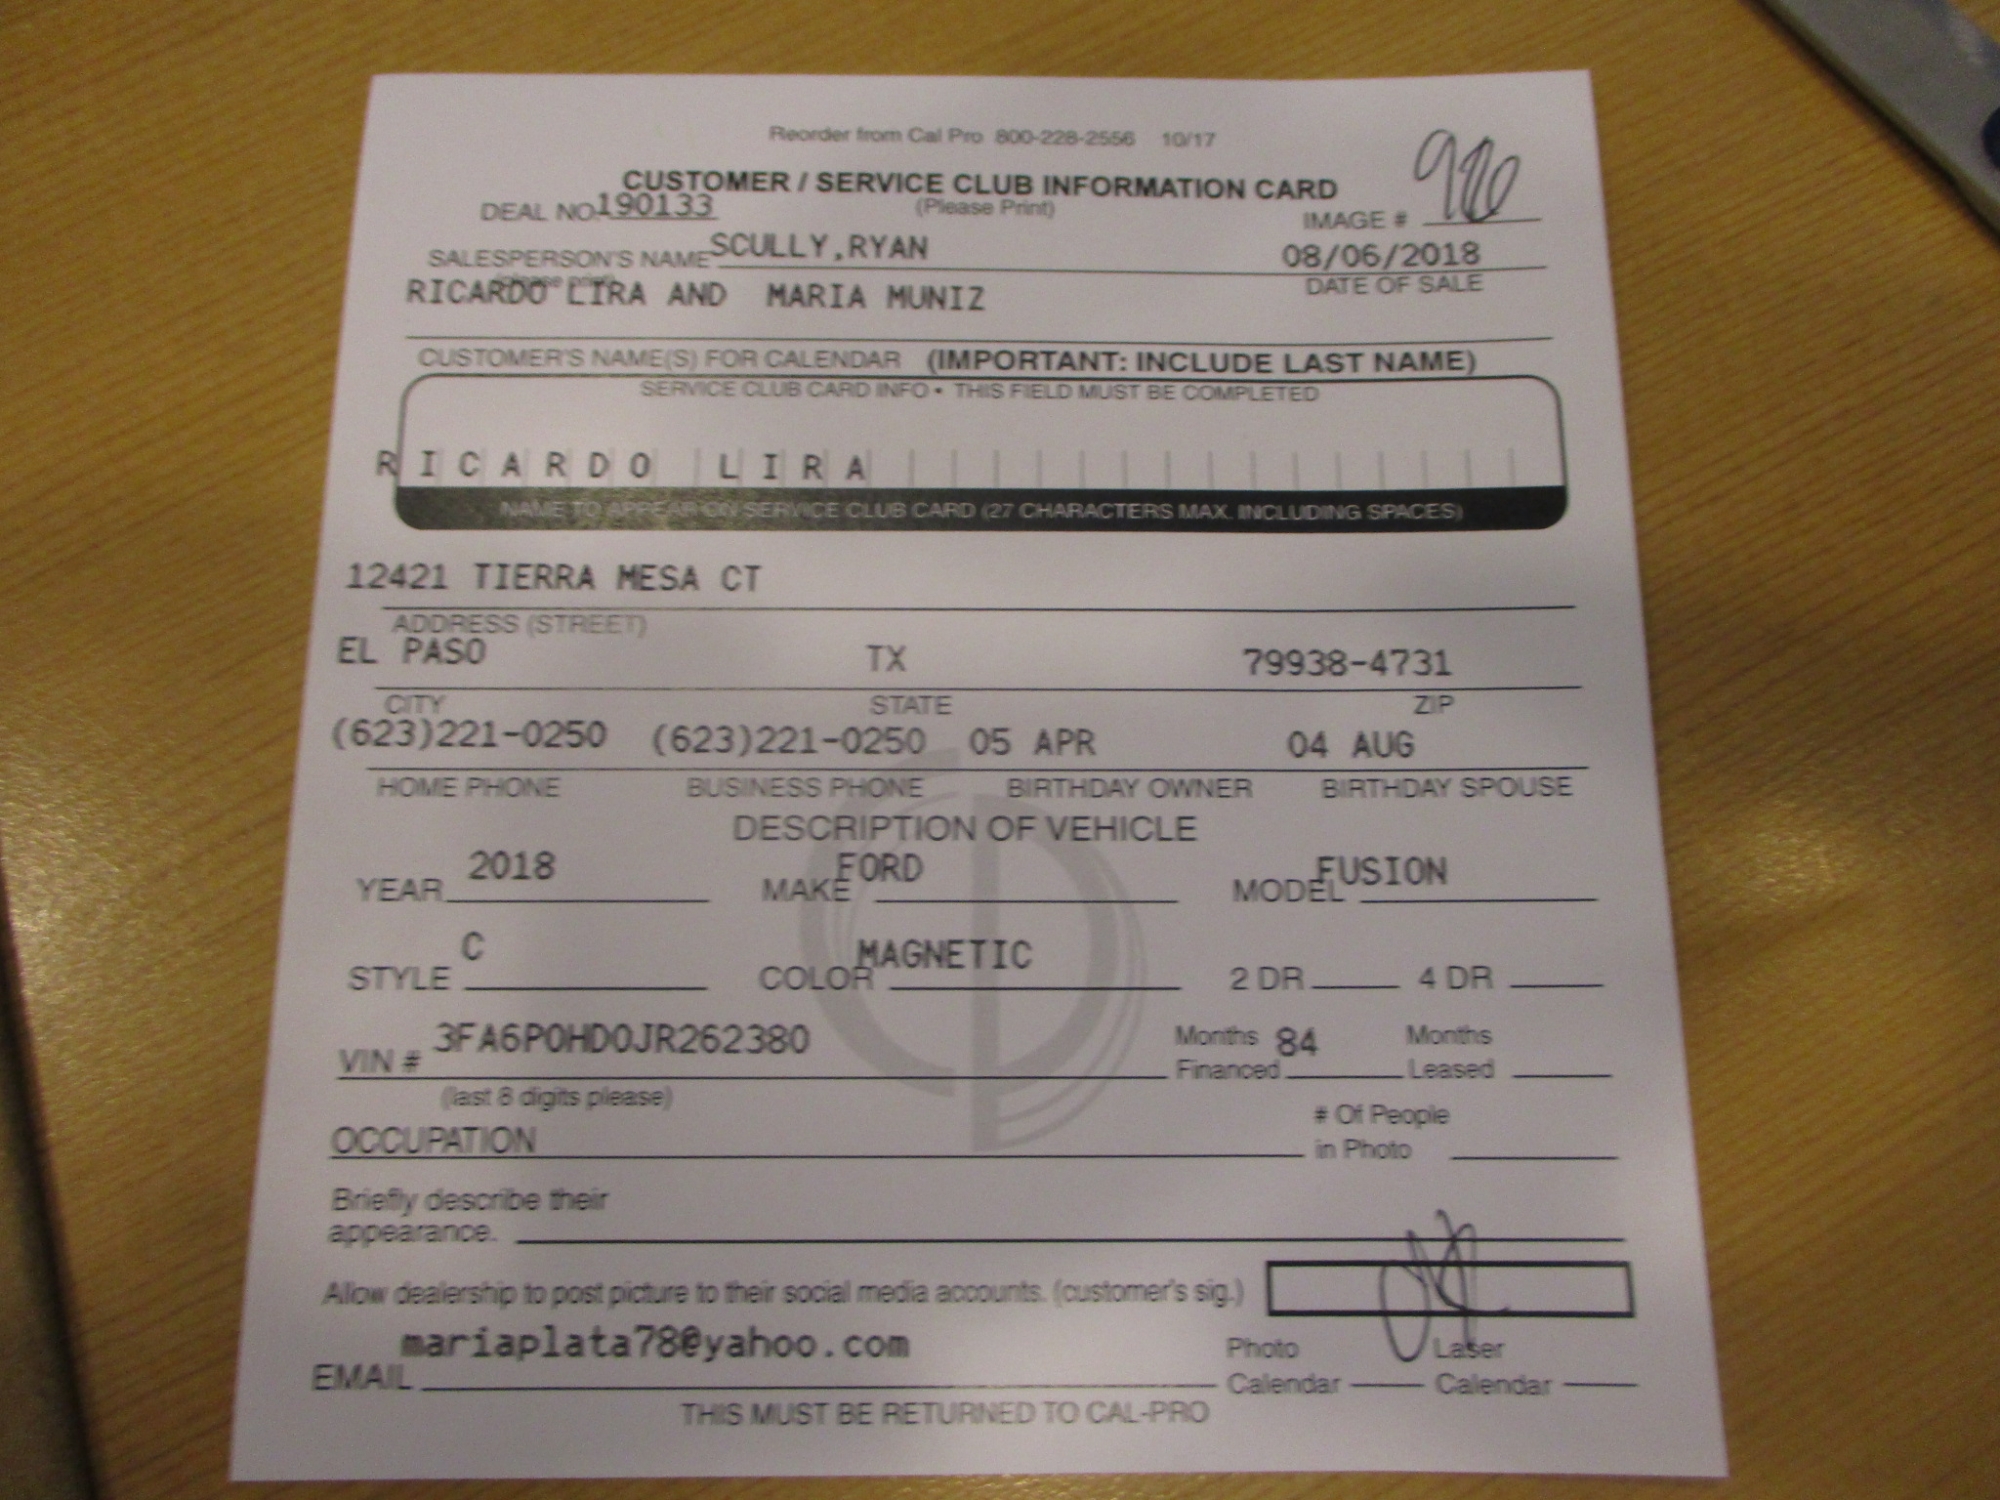 Reorder from Cal Pro 800-228-2556 10/17
CUSTOMER / SERVICE CLUB INFORMATION CARD
DEAL NO. 190133 (Please Print) IMAGE #
SALESPERSON'S NAME SCULLY,RYAN 08/06/2018
(please print) DATE OF SALE
RICARDO LIRA AND MARIA MUNIZ
CUSTOMER'S NAME(S) FOR CALENDAR (IMPORTANT: INCLUDE LAST NAME)
SERVICE CLUB CARD INFO • THIS FIELD MUST BE COMPLETED
RICARDO LIRA
NAME TO APPEAR ON SERVICE CLUB CARD (27 CHARACTERS MAX. INCLUDING SPACES)
12421 TIERRA MESA CT
ADDRESS (STREET)
EL PASO TX 79938-4731
CITY STATE ZIP
(623)221-0250 (623)221-0250 05 APR 04 AUG
HOME PHONE BUSINESS PHONE BIRTHDAY OWNER BIRTHDAY SPOUSE
DESCRIPTION OF VEHICLE
YEAR 2018 MAKE FORD MODEL FUSION
STYLE C COLOR MAGNETIC 2 DR 4 DR
VIN # 3FA6P0HD0JR262380 Months Financed 84 Months Leased
(last 8 digits please)
OCCUPATION # Of People in Photo
Briefly describe their
appearance.
Allow dealership to post picture to their social media accounts. (customer's sig.)
EMAIL mariaplata78@yahoo.com Photo Calendar Laser Calendar
THIS MUST BE RETURNED TO CAL-PRO